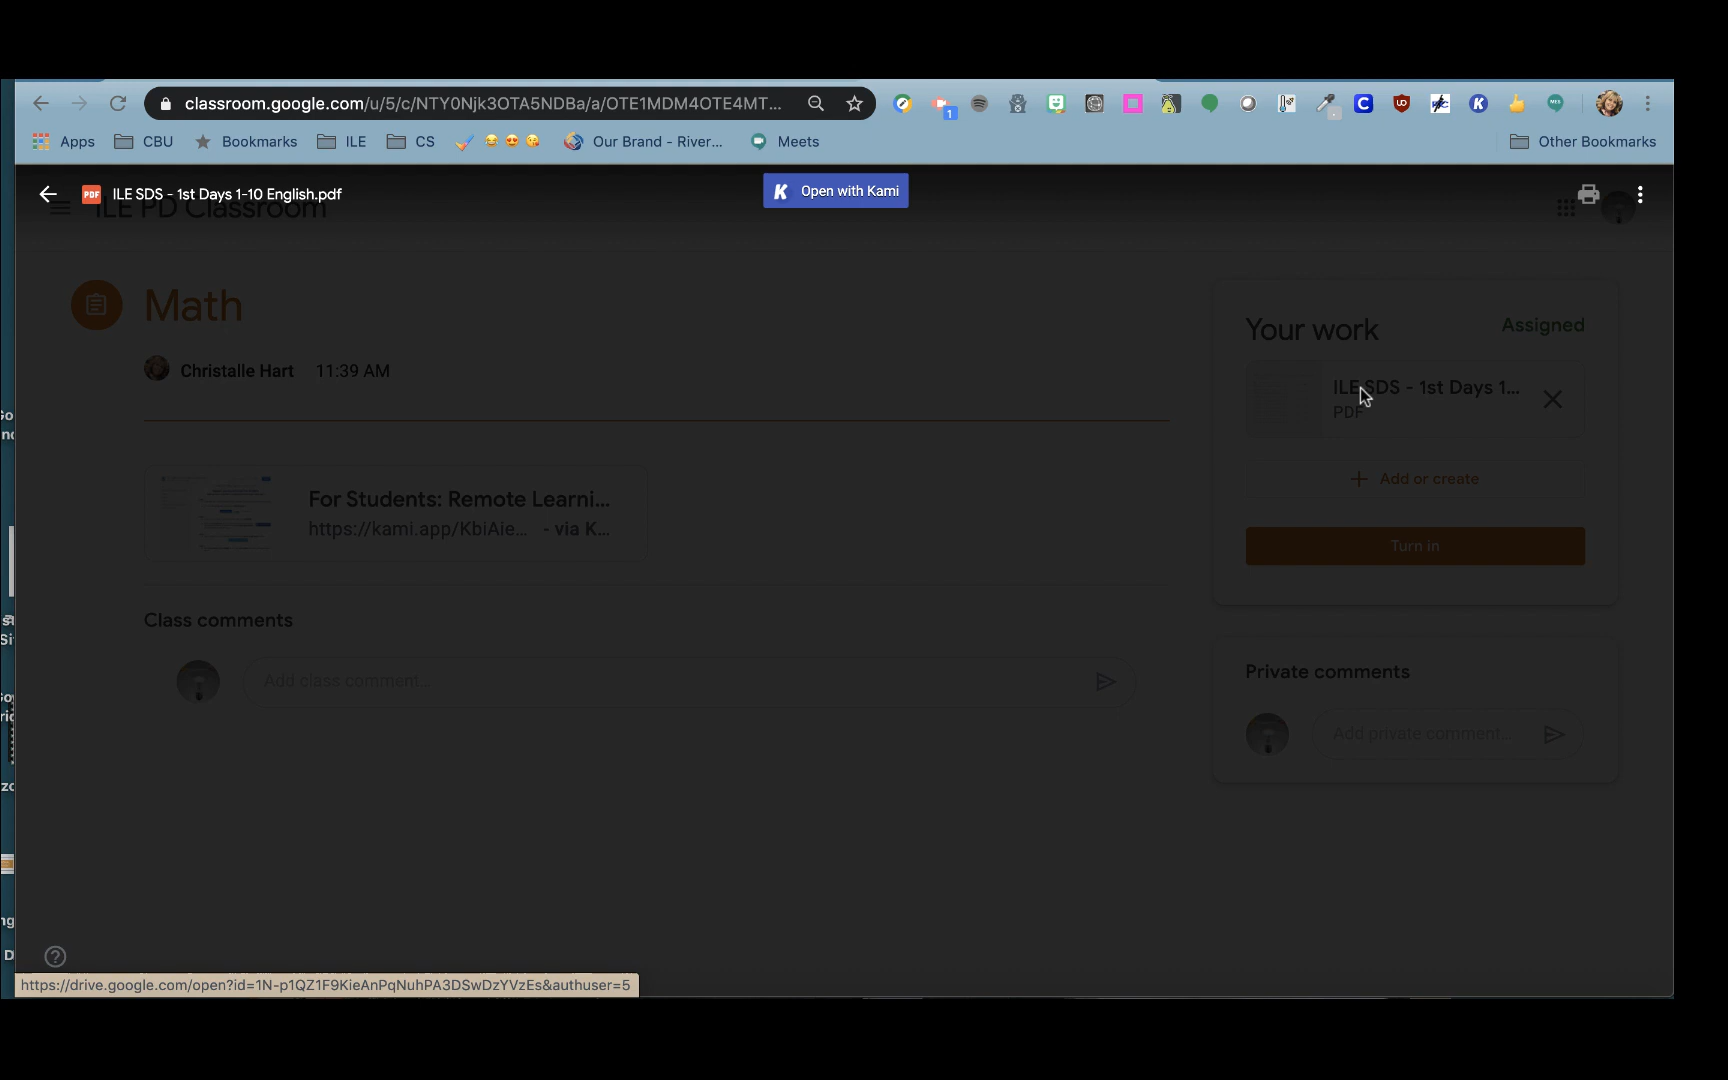 classroom.google.com/u/5/c/NTY0Njk3OTA5NDBa/a/OTE1MDM4OTE4MT...
1
Apps CBU Bookmarks ILE CS Our Brand - River... Meets Other Bookmarks
PDF ILE SDS - 1st Days 1-10 English.pdf K Open with Kami
ILE PD Classroom
Math
Christalle Hart 11:39 AM
For Students: Remote Learni...
https://kami.app/KbiAie... - via K...
Class comments
Add class comment...
Your work Assigned
ILE SDS - 1st Days 1...
PDF
+ Add or create
Turn in
Private comments
Add private comment...
https://drive.google.com/open?id=1N-p1QZ1F9KieAnPqNuhPA3DSwDzYVzEs&authuser=5